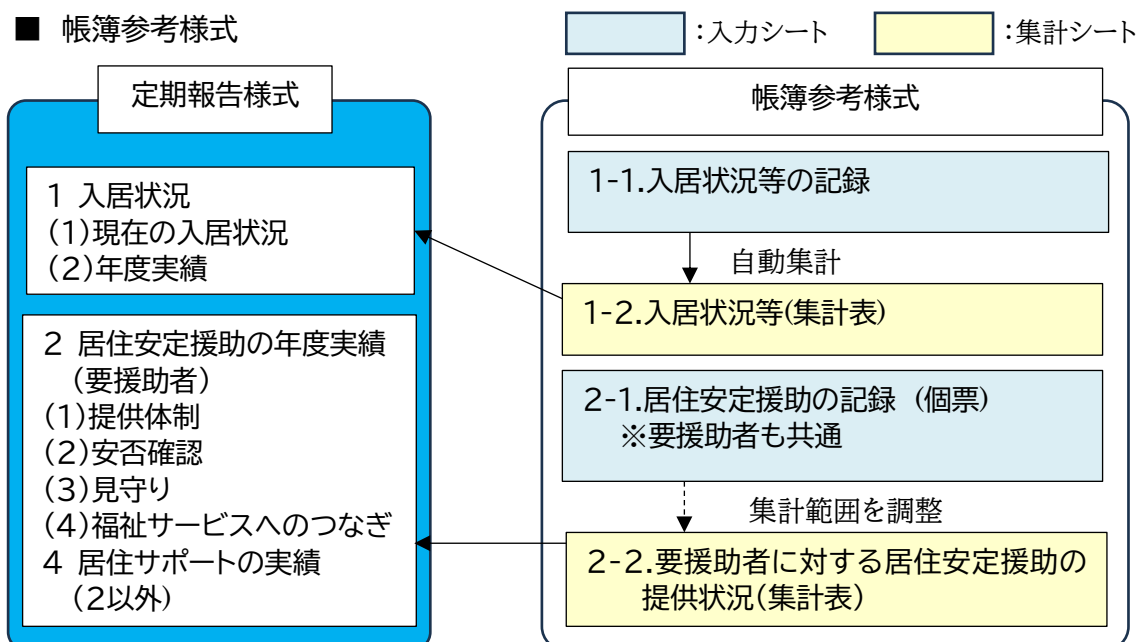 ■ 帳簿参考様式
：入力シート
：集計シート
定期報告様式
1 入居状況
(1)現在の入居状況
(2)年度実績
2 居住安定援助の年度実績
(要援助者)
(1)提供体制
(2)安否確認
(3)見守り
(4)福祉サービスへのつなぎ
4 居住サポートの実績
(2以外)
帳簿参考様式
1-1.入居状況等の記録
自動集計
1-2.入居状況等(集計表)
2-1.居住安定援助の記録 (個票)
※要援助者も共通
集計範囲を調整
2-2.要援助者に対する居住安定援助の
提供状況(集計表)